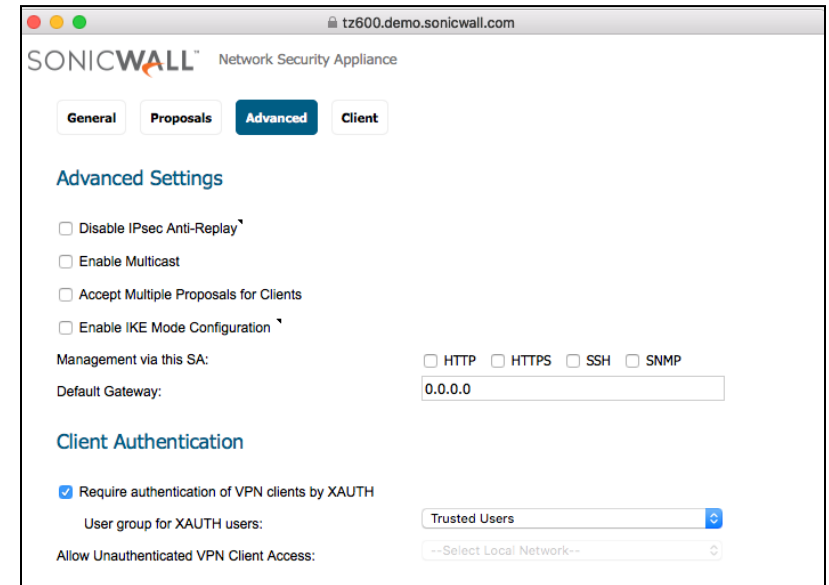 tz600.demo.sonicwall.com
SONICWALL™ Network Security Appliance
General Proposals Advanced Client
Advanced Settings
Disable IPsec Anti-Replay
Enable Multicast
Accept Multiple Proposals for Clients
Enable IKE Mode Configuration
Management via this SA: HTTP HTTPS SSH SNMP
Default Gateway: 0.0.0.0
Client Authentication
Require authentication of VPN clients by XAUTH
User group for XAUTH users: Trusted Users
Allow Unauthenticated VPN Client Access: --Select Local Network--